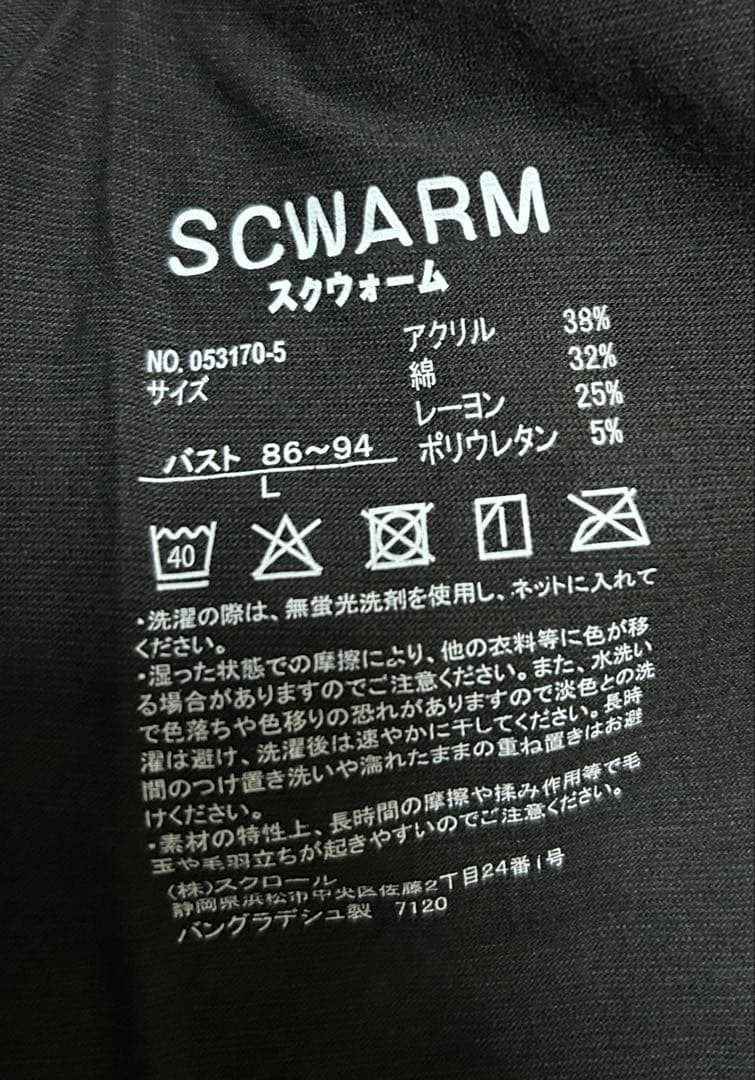 SCWARM
スクウォーム
NO. 053170-5
サイズ
バスト 86～94
L
アクリル 38%
綿 32%
レーヨン 25%
ポリウレタン 5%
40
・洗濯の際は、無蛍光洗剤を使用し、ネットに入れて
ください。
・湿った状態での摩擦により、他の衣料等に色が移
る場合がありますのでご注意ください。また、水洗い
で色落ちや色移りの恐れがありますので淡色との洗
濯は避け、洗濯後は速やかに干してください。長時
間のつけ置き洗いや濡れたままの重ね置きはお避
けください。
・素材の特性上、長時間の摩擦や揉み作用等で毛
玉や毛羽立ちが起きやすいのでご注意ください。
(株)スクロール
静岡県浜松市中央区佐藤2丁目24番1号
バングラデシュ製 7120